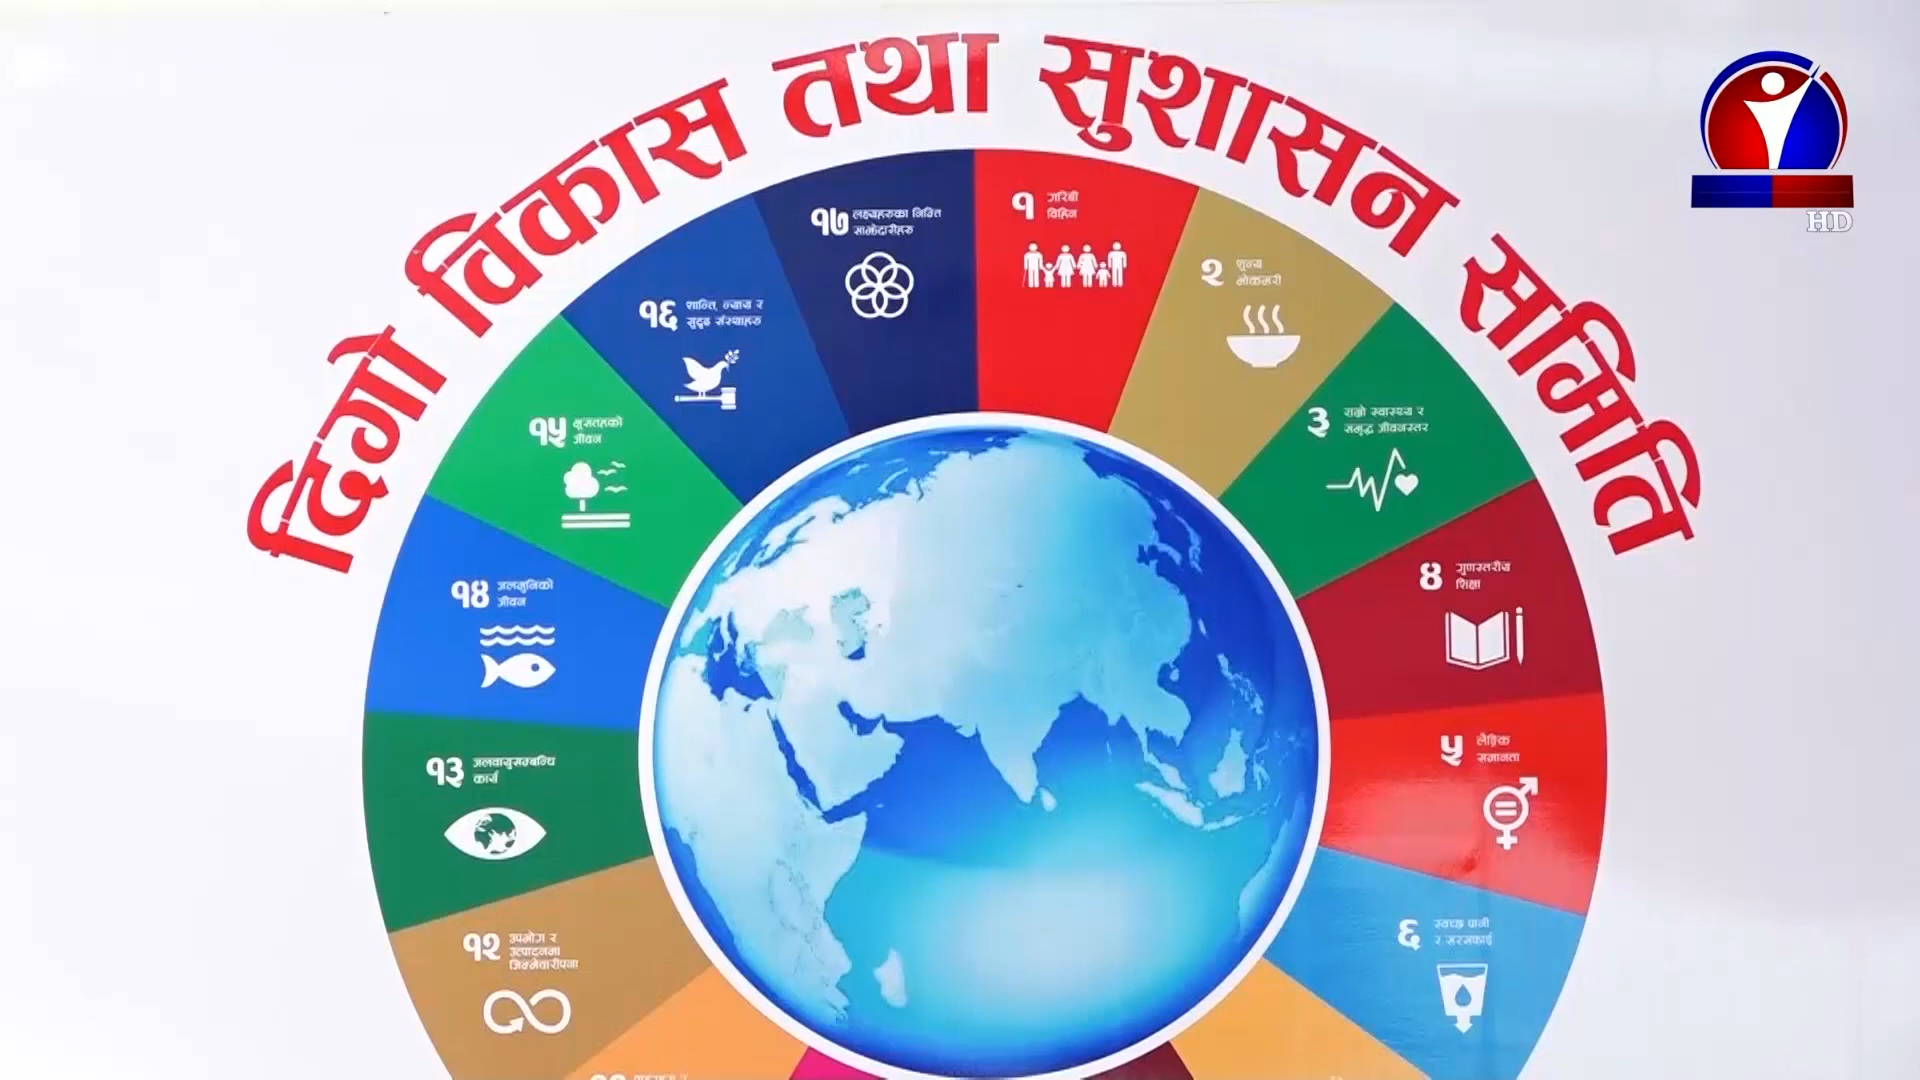 दिगो विकास तथा सुशासन समिति
१ गरिबी
विहिन
२ शून्य
भोकमरी
३ राम्रो स्वास्थ्य र
समृद्ध जीवनस्तर
४ गुणस्तरीय
शिक्षा
५ लैङ्गिक
समानता
६ स्वच्छ पानी
र सरसफाई
१२ उपभोग र
उत्पादनमा
जिम्मेवारीपना
१३ जलवायुसम्बन्धि
कार्य
१४ जलमुनिको
जीवन
१५ भूसतहको
जीवन
१६ शान्ति, न्याय र
सुदृढ संस्थाहरु
१७ लक्ष्यहरुका निम्ति
साझेदारीहरु
HD